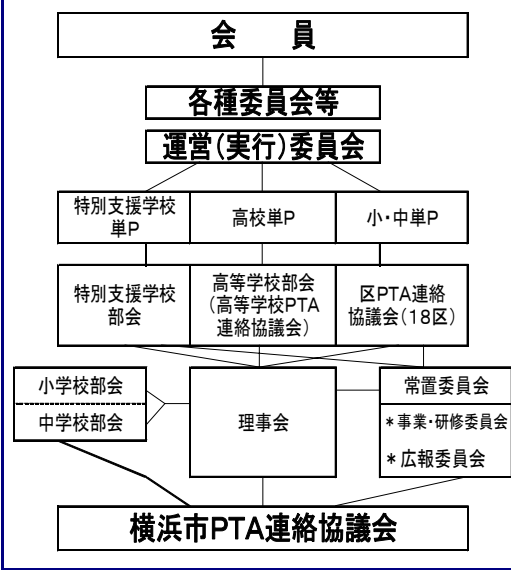 会 員
各種委員会等
運営(実行)委員会
特別支援学校
単P
高校単P
小・中単P
特別支援学校
部会
高等学校部会
(高等学校PTA
連絡協議会)
区PTA連絡
協議会(18区)
小学校部会
中学校部会
理事会
常置委員会
*事業・研修委員会
*広報委員会
横浜市PTA連絡協議会